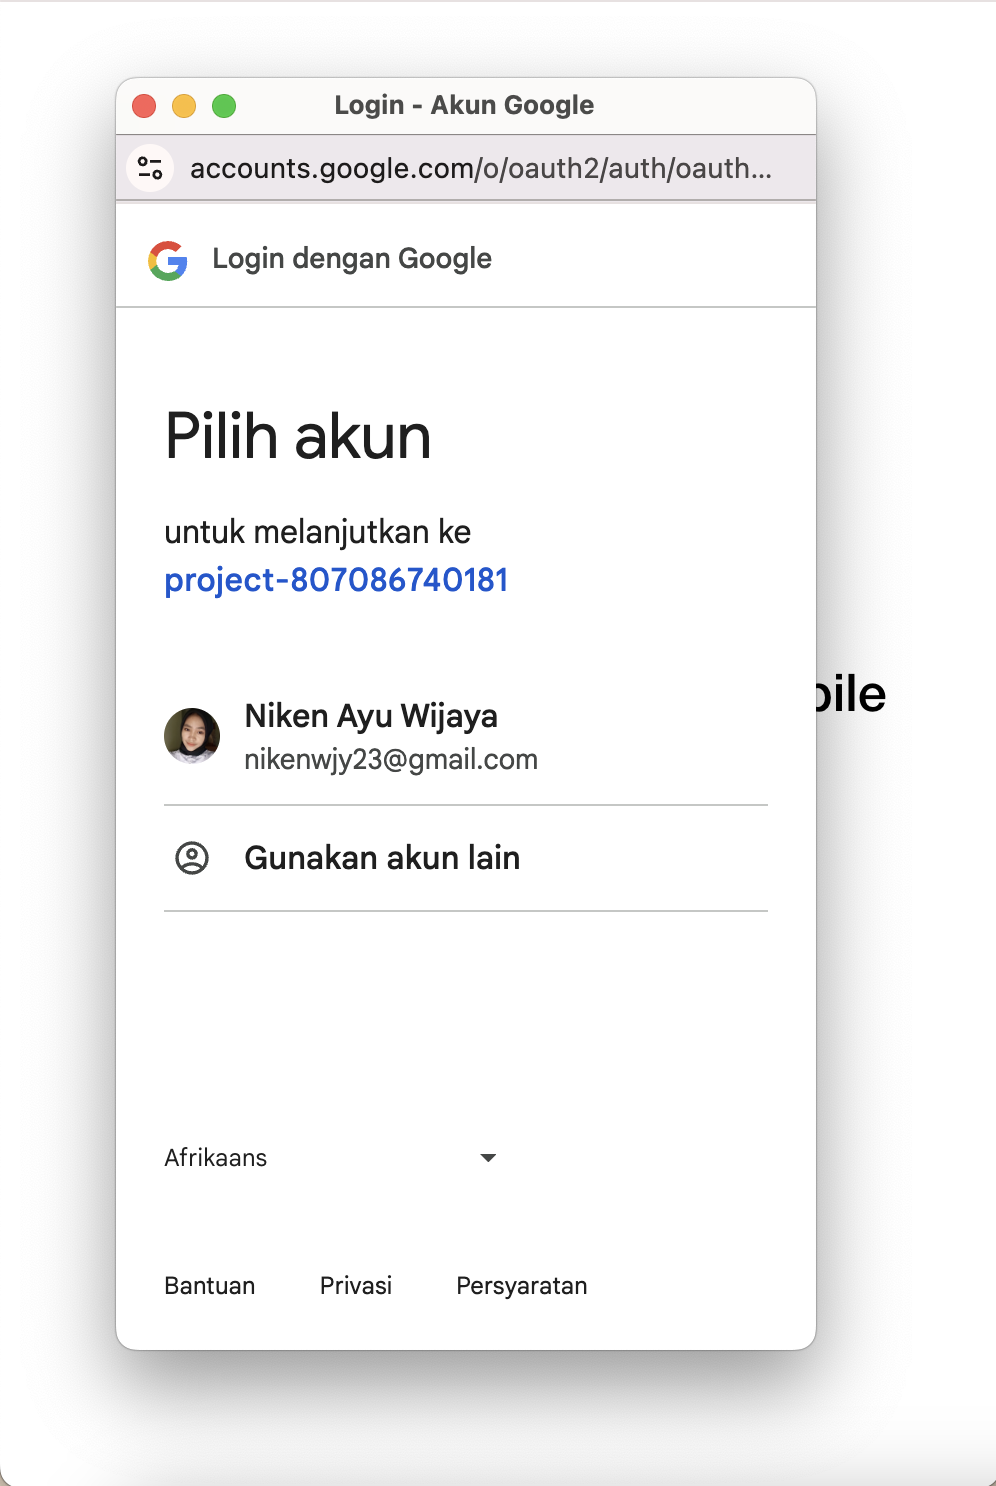 Login - Akun Google
accounts.google.com/o/oauth2/auth/oauth...
Login dengan Google
Pilih akun
untuk melanjutkan ke
project-807086740181
Niken Ayu Wijaya
nikenwjy23@gmail.com
Gunakan akun lain
Afrikaans
Bantuan Privasi Persyaratan